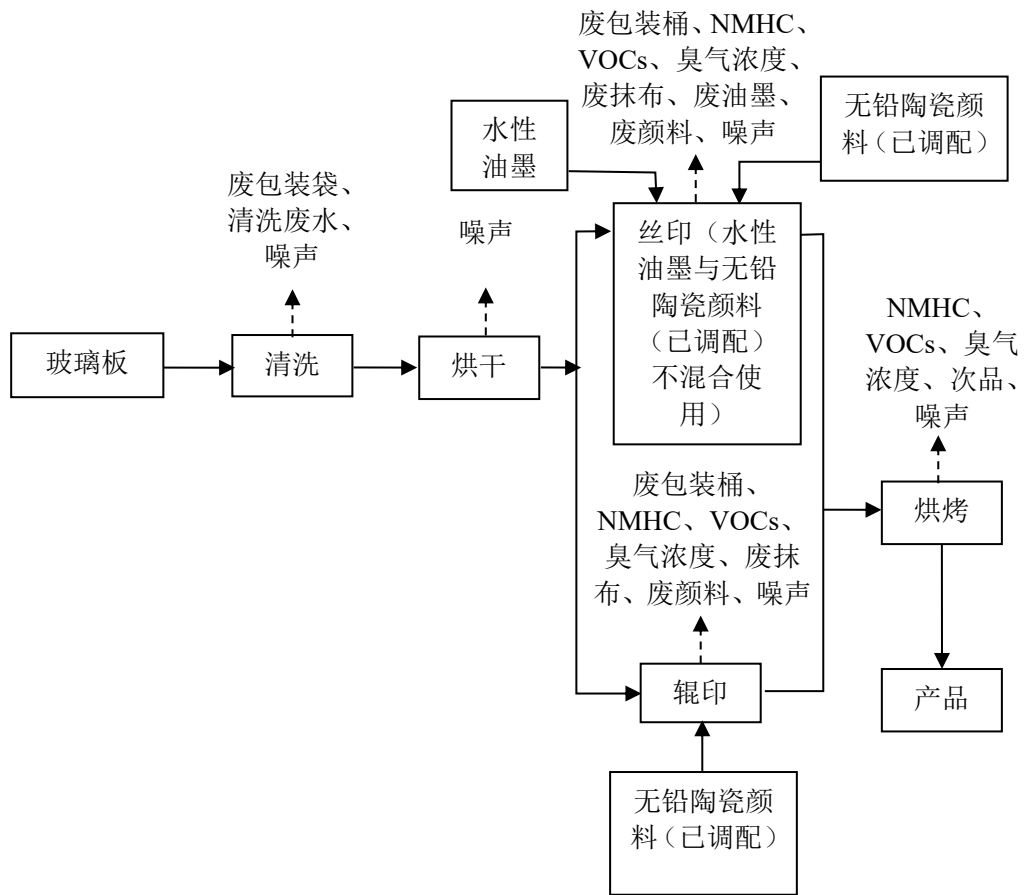 废包装桶、NMHC、
VOCs、臭气浓度、
废抹布、废油墨、
废颜料、噪声
水性
油墨
无铅陶瓷颜
料（已调配）
废包装袋、
清洗废水、
噪声
噪声
丝印（水性
油墨与无铅
陶瓷颜料
（已调配）
不混合使
用）
NMHC、
VOCs、臭气
浓度、次品、
噪声
玻璃板
清洗
烘干
废包装桶、
NMHC、VOCs、
臭气浓度、废抹
布、废颜料、噪声
烘烤
辊印
产品
无铅陶瓷颜
料（已调配）